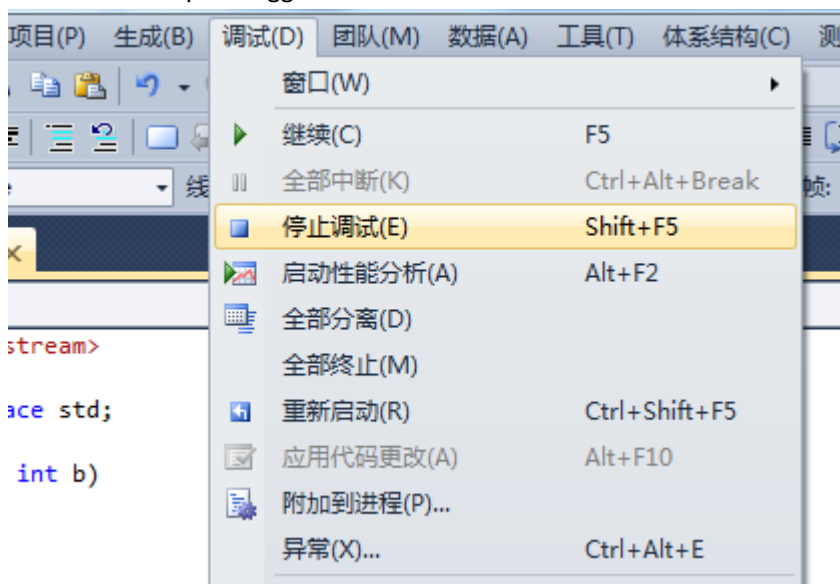 项目(P) 生成(B) 调试(D) 团队(M) 数据(A) 工具(T) 体系结构(C) 测
窗口(W)
继续(C) F5
线 全部中断(K) Ctrl+Alt+Break 帧:
停止调试(E) Shift+F5
启动性能分析(A) Alt+F2
全部分离(D)
stream>
全部终止(M)
ace std; 重新启动(R) Ctrl+Shift+F5
应用代码更改(A) Alt+F10
int b)
附加到进程(P)...
异常(X)... Ctrl+Alt+E